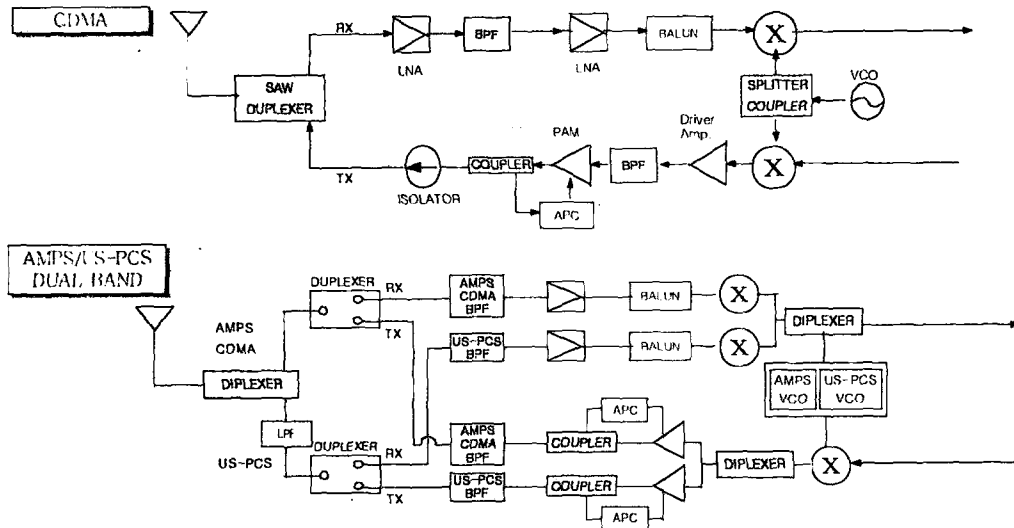 CDMA
RX
LNA
BPF
LNA
BALUN
X
SAW
DUPLEXER
SPLITTER
COUPLER
VCO
TX
ISOLATOR
COUPLER
PAM
APC
BPF
Driver
Amp.
X
AMPS/US-PCS
DUAL BAND
AMPS
CDMA
DIPLEXER
LPF
US-PCS
DUPLEXER
RX
TX
AMPS
CDMA
BPF
BALUN
X
DIPLEXER
US-PCS
BPF
BALUN
X
AMPS
VCO
US-PCS
VCO
DUPLEXER
RX
TX
AMPS
CDMA
BPF
COUPLER
APC
US-PCS
BPF
COUPLER
APC
DIPLEXER
X